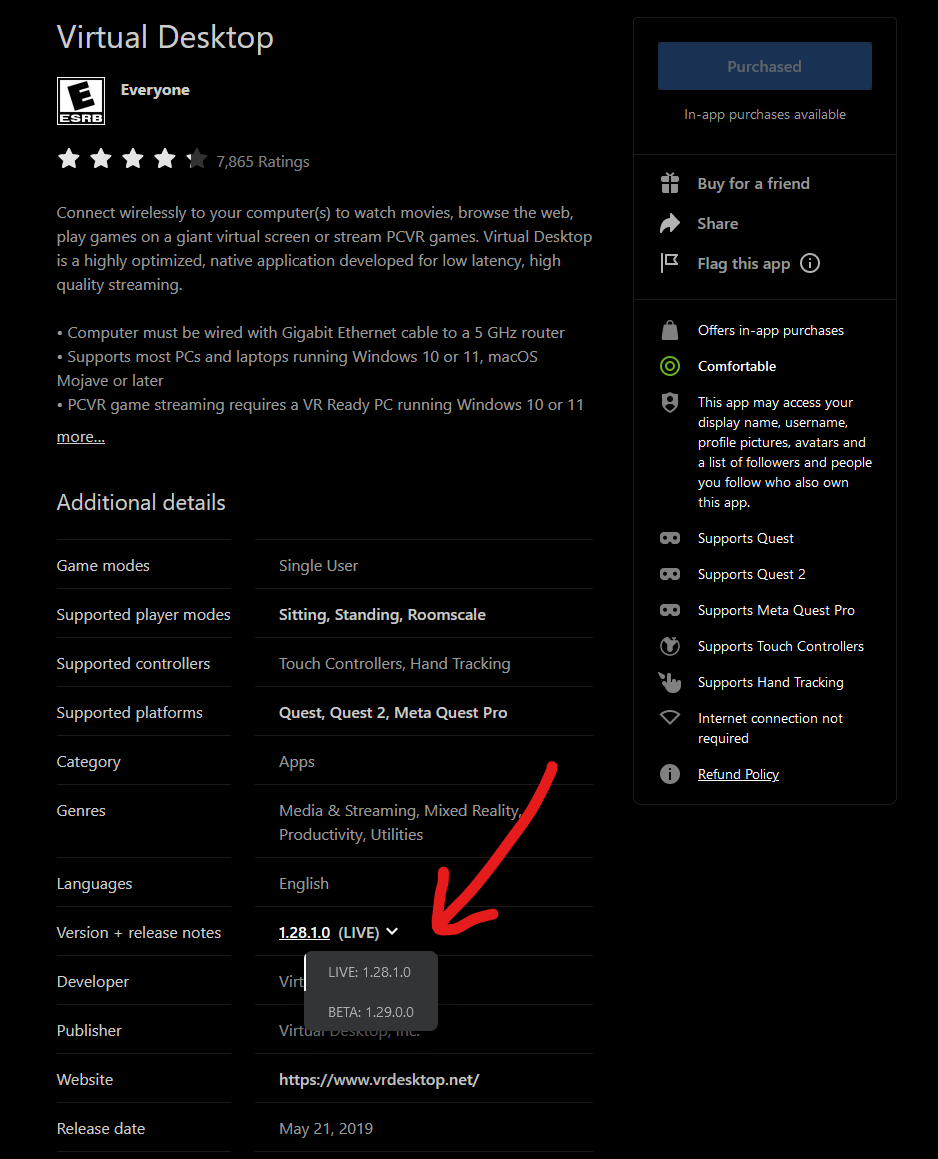 Virtual Desktop
E
ESRB
Everyone
7,865 Ratings
Connect wirelessly to your computer(s) to watch movies, browse the web,
play games on a giant virtual screen or stream PCVR games. Virtual Desktop
is a highly optimized, native application developed for low latency, high
quality streaming.
• Computer must be wired with Gigabit Ethernet cable to a 5 GHz router
• Supports most PCs and laptops running Windows 10 or 11, macOS
Mojave or later
• PCVR game streaming requires a VR Ready PC running Windows 10 or 11
more...
Additional details
Game modes Single User
Supported player modes Sitting, Standing, Roomscale
Supported controllers Touch Controllers, Hand Tracking
Supported platforms Quest, Quest 2, Meta Quest Pro
Category Apps
Genres Media & Streaming, Mixed Reality,
Productivity, Utilities
Languages English
Version + release notes 1.28.1.0 (LIVE)
LIVE: 1.28.1.0
BETA: 1.29.0.0
Developer
Publisher Virtual Desktop, Inc.
Website https://www.vrdesktop.net/
Release date May 21, 2019
Purchased
In-app purchases available
Buy for a friend
Share
Flag this app
Offers in-app purchases
Comfortable
This app may access your
display name, username,
profile pictures, avatars and
a list of followers and people
you follow who also own
this app.
Supports Quest
Supports Quest 2
Supports Meta Quest Pro
Supports Touch Controllers
Supports Hand Tracking
Internet connection not
required
Refund Policy